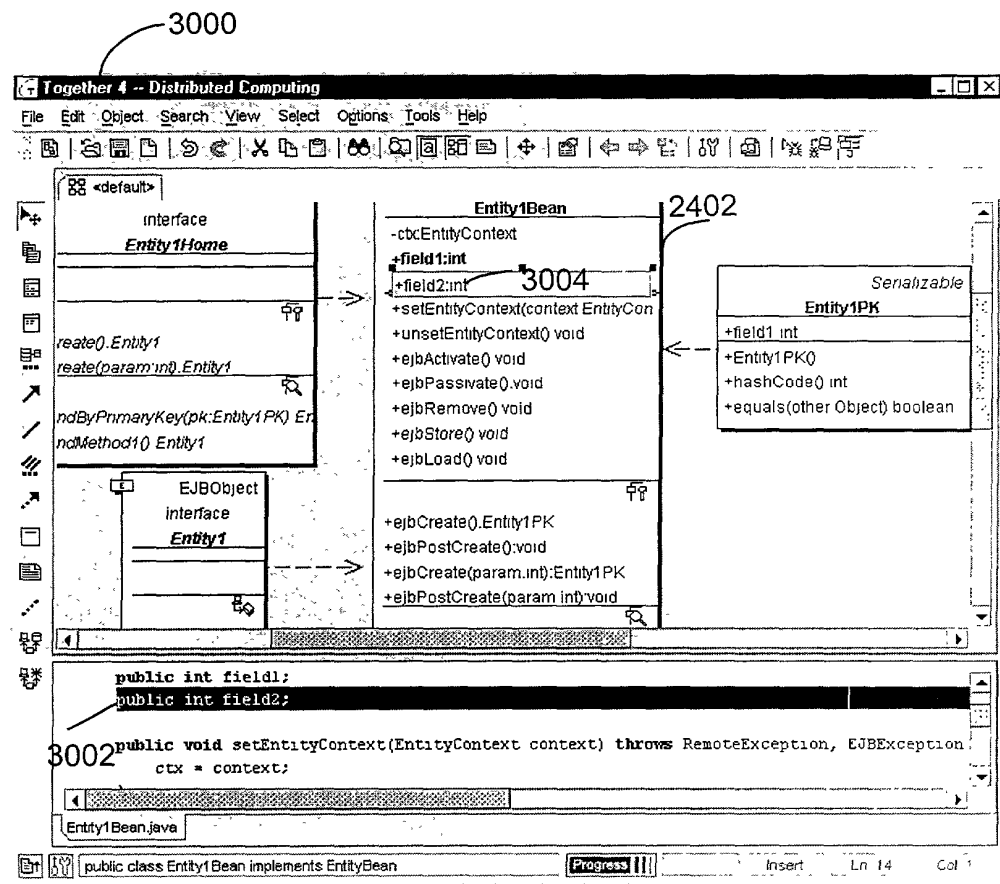 3000
Together 4 -- Distributed Computing
File Edit Object Search View Select Options Tools Help
<default>
interface
Entity1Home
reate().Entity1
reate(param:int).Entity1
ndByPrimaryKey(pk:Entity1PK) En
ndMethod1() Entity1
EJBObject
interface
Entity1
Entity1Bean
2402
-ctx:EntityContext
+field1:int
+field2:int
3004
+setEntityContext(context EntityCon
+unsetEntityContext() void
+ejbActivate() void
+ejbPassivate().void
+ejbRemove() void
+ejbStore() void
+ejbLoad() void
+ejbCreate().Entity1PK
+ejbPostCreate():void
+ejbCreate(param.int):Entity1PK
+ejbPostCreate(param int):void
Serializable
Entity1PK
+field1 int
+Entity1PK()
+hashCode() int
+equals(other Object) boolean
public int field1;
public int field2;
3002
public void setEntityContext(EntityContext context) throws RemoteException, EJBException
ctx = context;
Entity1Bean.java
public class Entity1Bean implements EntityBean
Progress
Insert
Ln 14
Col 1